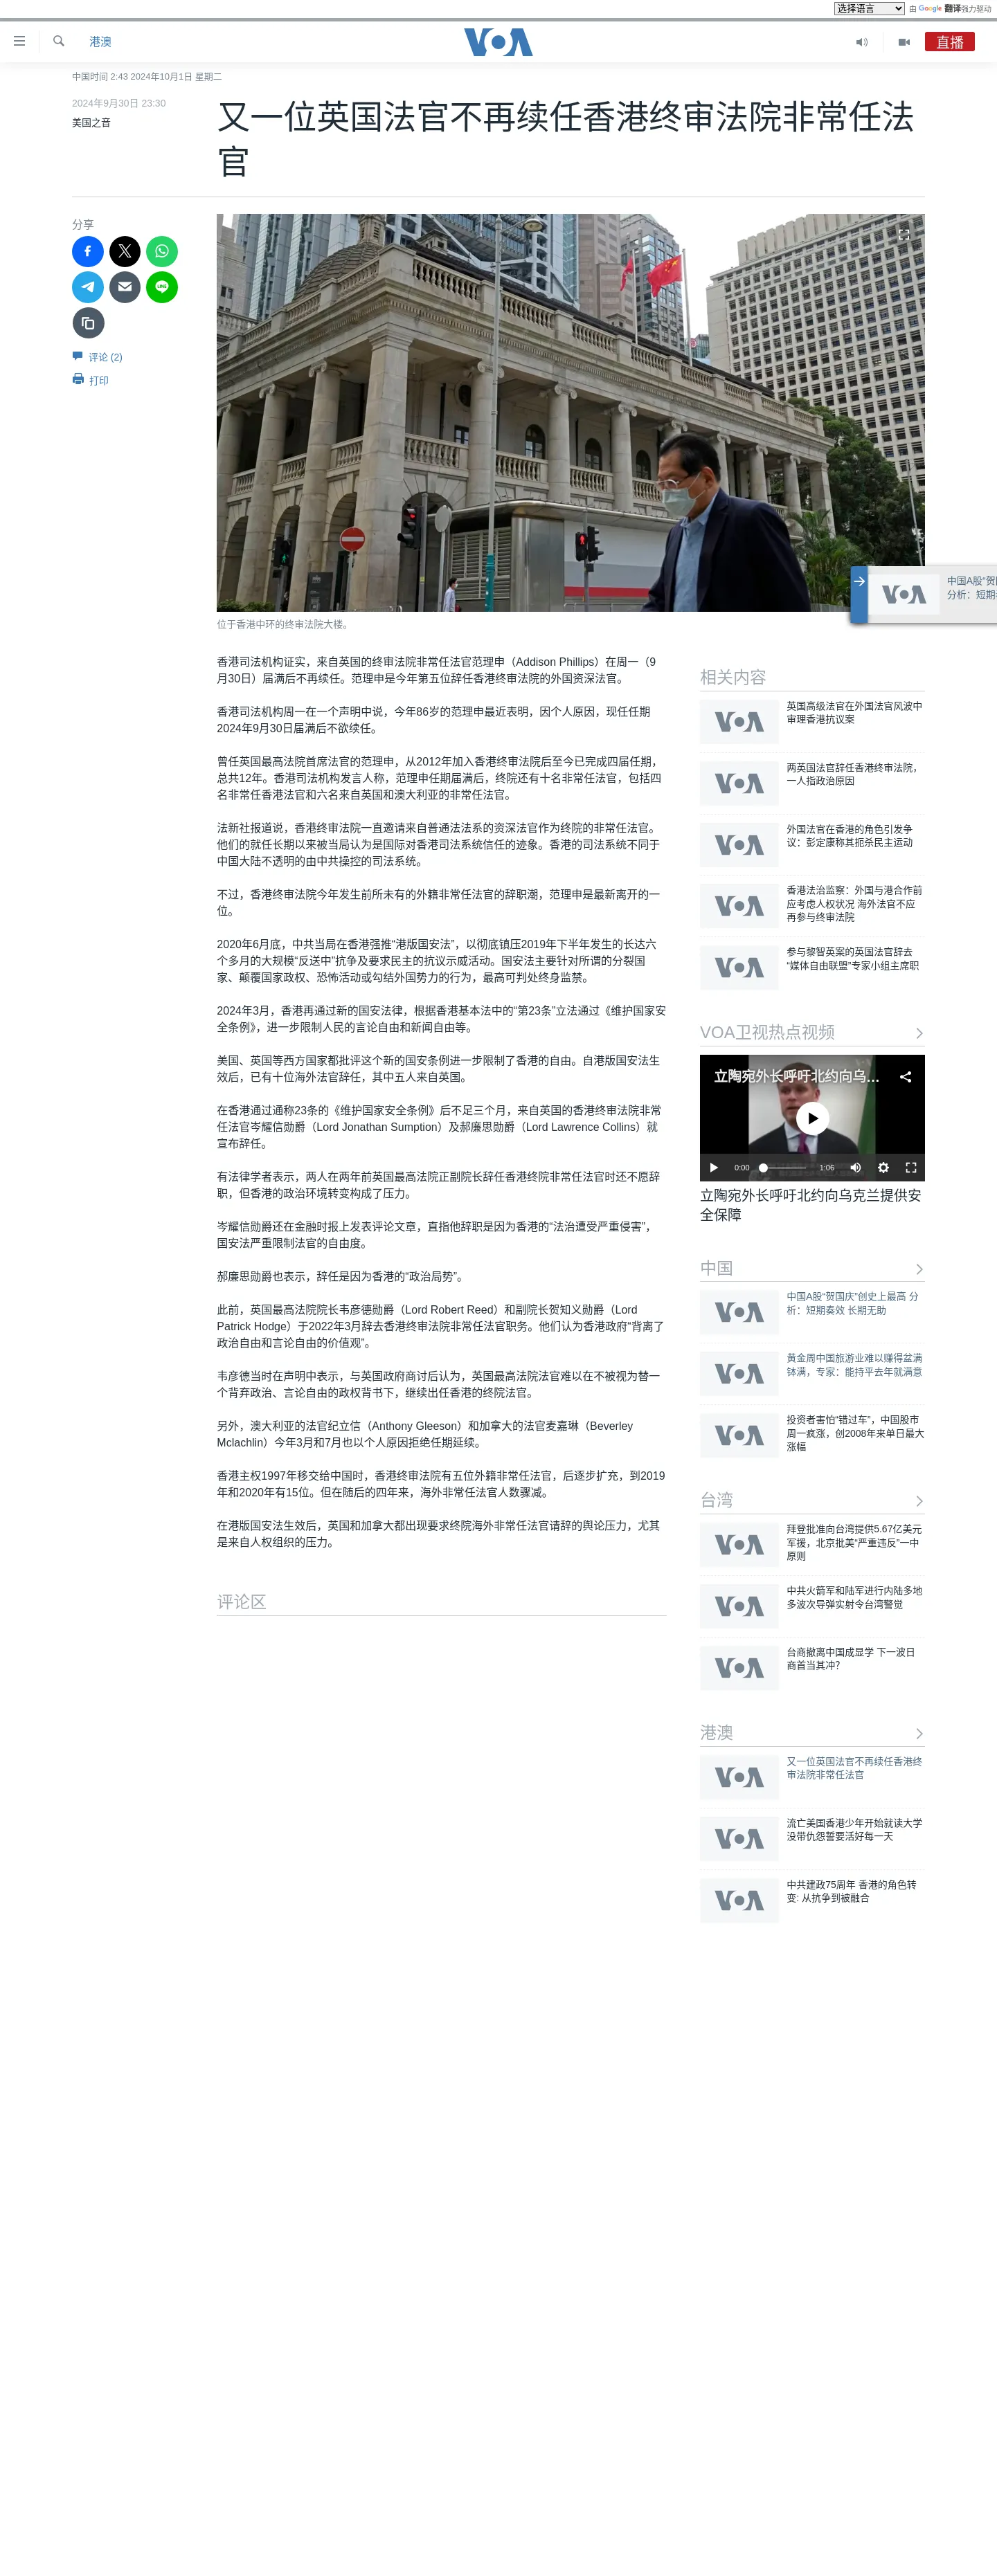 选择语言
由 Google 翻译强力驱动
港澳
VOA
直播
中国时间 2:43 2024年10月1日 星期二
2024年9月30日 23:30
美国之音
又一位英国法官不再续任香港终审法院非常任法
官
分享
评论 (2)
打印
位于香港中环的终审法院大楼。
中国A股“贺
分析：短期
VOA
香港司法机构证实，来自英国的终审法院非常任法官范理申（Addison Phillips）在周一（9
月30日）届满后不再续任。范理申是今年第五位辞任香港终审法院的外国资深法官。
香港司法机构周一在一个声明中说，今年86岁的范理申最近表明，因个人原因，现任任期
2024年9月30日届满后不欲续任。
曾任英国最高法院首席法官的范理申，从2012年加入香港终审法院后至今已完成四届任期，
总共12年。香港司法机构发言人称，范理申任期届满后，终院还有十名非常任法官，包括四
名非常任香港法官和六名来自英国和澳大利亚的非常任法官。
法新社报道说，香港终审法院一直邀请来自普通法法系的资深法官作为终院的非常任法官。
他们的就任长期以来被当局认为是国际对香港司法系统信任的迹象。香港的司法系统不同于
中国大陆不透明的由中共操控的司法系统。
不过，香港终审法院今年发生前所未有的外籍非常任法官的辞职潮，范理申是最新离开的一
位。
2020年6月底，中共当局在香港强推“港版国安法”，以彻底镇压2019年下半年发生的长达六
个多月的大规模“反送中”抗争及要求民主的抗议示威活动。国安法主要针对所谓的分裂国
家、颠覆国家政权、恐怖活动或勾结外国势力的行为，最高可判处终身监禁。
2024年3月，香港再通过新的国安法律，根据香港基本法中的“第23条”立法通过《维护国家安
全条例》，进一步限制人民的言论自由和新闻自由等。
美国、英国等西方国家都批评这个新的国安条例进一步限制了香港的自由。自港版国安法生
效后，已有十位海外法官辞任，其中五人来自英国。
在香港通过通称23条的《维护国家安全条例》后不足三个月，来自英国的香港终审法院非常
任法官岑耀信勋爵（Lord Jonathan Sumption）及郝廉思勋爵（Lord Lawrence Collins）就
宣布辞任。
有法律学者表示，两人在两年前英国最高法院正副院长辞任香港终院非常任法官时还不愿辞
职，但香港的政治环境转变构成了压力。
岑耀信勋爵还在金融时报上发表评论文章，直指他辞职是因为香港的“法治遭受严重侵害”，
国安法严重限制法官的自由度。
郝廉思勋爵也表示，辞任是因为香港的“政治局势”。
此前，英国最高法院院长韦彦德勋爵（Lord Robert Reed）和副院长贺知义勋爵（Lord
Patrick Hodge）于2022年3月辞去香港终审法院非常任法官职务。他们认为香港政府“背离了
政治自由和言论自由的价值观”。
韦彦德当时在声明中表示，与英国政府商讨后认为，英国最高法院法官难以在不被视为替一
个背弃政治、言论自由的政权背书下，继续出任香港的终院法官。
另外，澳大利亚的法官纪立信（Anthony Gleeson）和加拿大的法官麦嘉琳（Beverley
Mclachlin）今年3月和7月也以个人原因拒绝任期延续。
香港主权1997年移交给中国时，香港终审法院有五位外籍非常任法官，后逐步扩充，到2019
年和2020年有15位。但在随后的四年来，海外非常任法官人数骤减。
在港版国安法生效后，英国和加拿大都出现要求终院海外非常任法官请辞的舆论压力，尤其
是来自人权组织的压力。
评论区
相关内容
VOA
英国高级法官在外国法官风波中
审理香港抗议案
VOA
两英国法官辞任香港终审法院，
一人指政治原因
VOA
外国法官在香港的角色引发争
议：彭定康称其扼杀民主运动
VOA
香港法治监察：外国与港合作前
应考虑人权状况 海外法官不应
再参与终审法院
VOA
参与黎智英案的英国法官辞去
“媒体自由联盟”专家小组主席职
VOA卫视热点视频
立陶宛外长呼吁北约向乌...
0:00
1:06
立陶宛外长呼吁北约向乌克兰提供安
全保障
中国
VOA
中国A股“贺国庆”创史上最高 分
析：短期奏效 长期无助
VOA
黄金周中国旅游业难以赚得盆满
钵满，专家：能持平去年就满意
VOA
投资者害怕“错过车”，中国股市
周一疯涨，创2008年来单日最大
涨幅
台湾
VOA
拜登批准向台湾提供5.67亿美元
军援，北京批美“严重违反”一中
原则
VOA
中共火箭军和陆军进行内陆多地
多波次导弹实射令台湾警觉
VOA
台商撤离中国成显学 下一波日
商首当其冲？
港澳
VOA
又一位英国法官不再续任香港终
审法院非常任法官
VOA
流亡美国香港少年开始就读大学
没带仇怨誓要活好每一天
VOA
中共建政75周年 香港的角色转
变: 从抗争到被融合